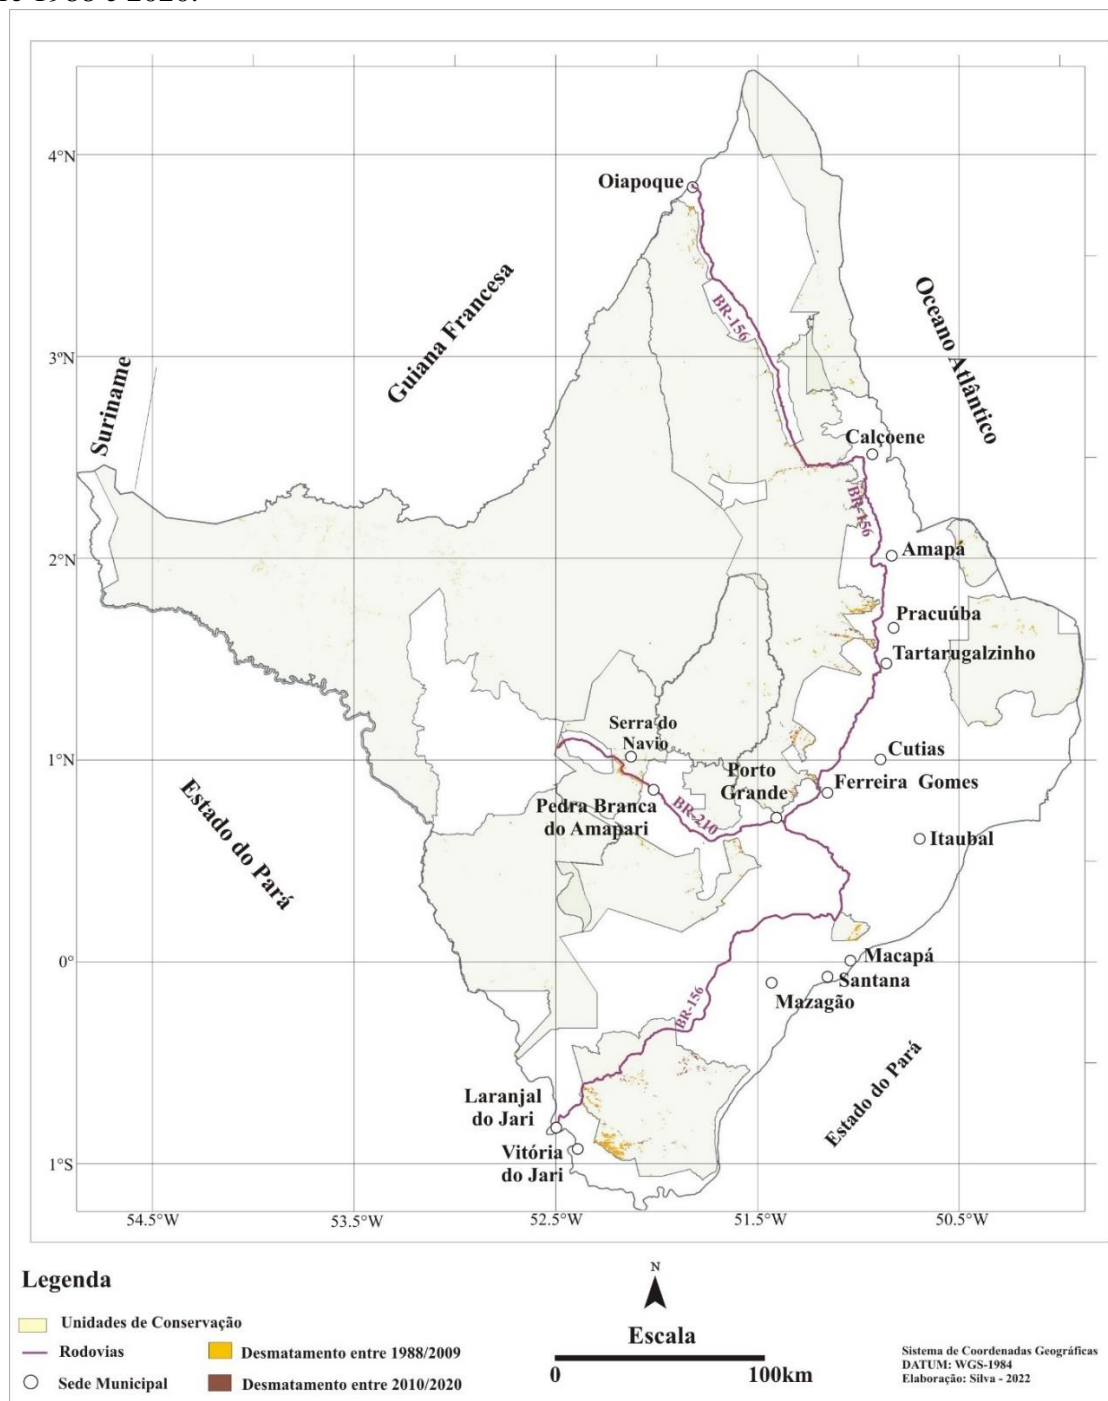 4°N
Oiapoque
Guiana Francesa
BR-156
Oceano Atlântico
3°N
Suriname
Calçoene
BR-156
2°N
Amapá
Pracuúba
Tartarugalzinho
Serra do
Navio
Cutias
1°N
Porto
Grande
Ferreira Gomes
Estado do Pará
Pedra Branca
do Amapari
BR-210
Itaubal
0°
Macapá
Santana
Mazagão
BR-156
Estado do Pará
Laranjal
do Jari
Vitória
do Jari
1°S
54.5°W
53.5°W
52.5°W
51.5°W
50.5°W
Legenda
Unidades de Conservação
Rodovias
Sede Municipal
Desmatamento entre 1988/2009
Desmatamento entre 2010/2020
N
Escala
0
100km
Sistema de Coordenadas Geográficas
DATUM: WGS-1984
Elaboração: Silva - 2022